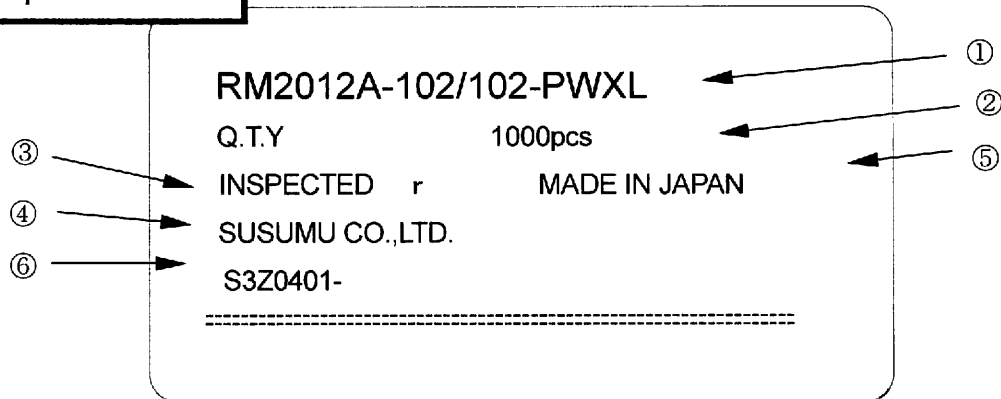 RM2012A-102/102-PWXL ①
Q.T.Y 1000pcs ②
③ INSPECTED r MADE IN JAPAN ⑤
④ SUSUMU CO.,LTD.
⑥ S3Z0401-